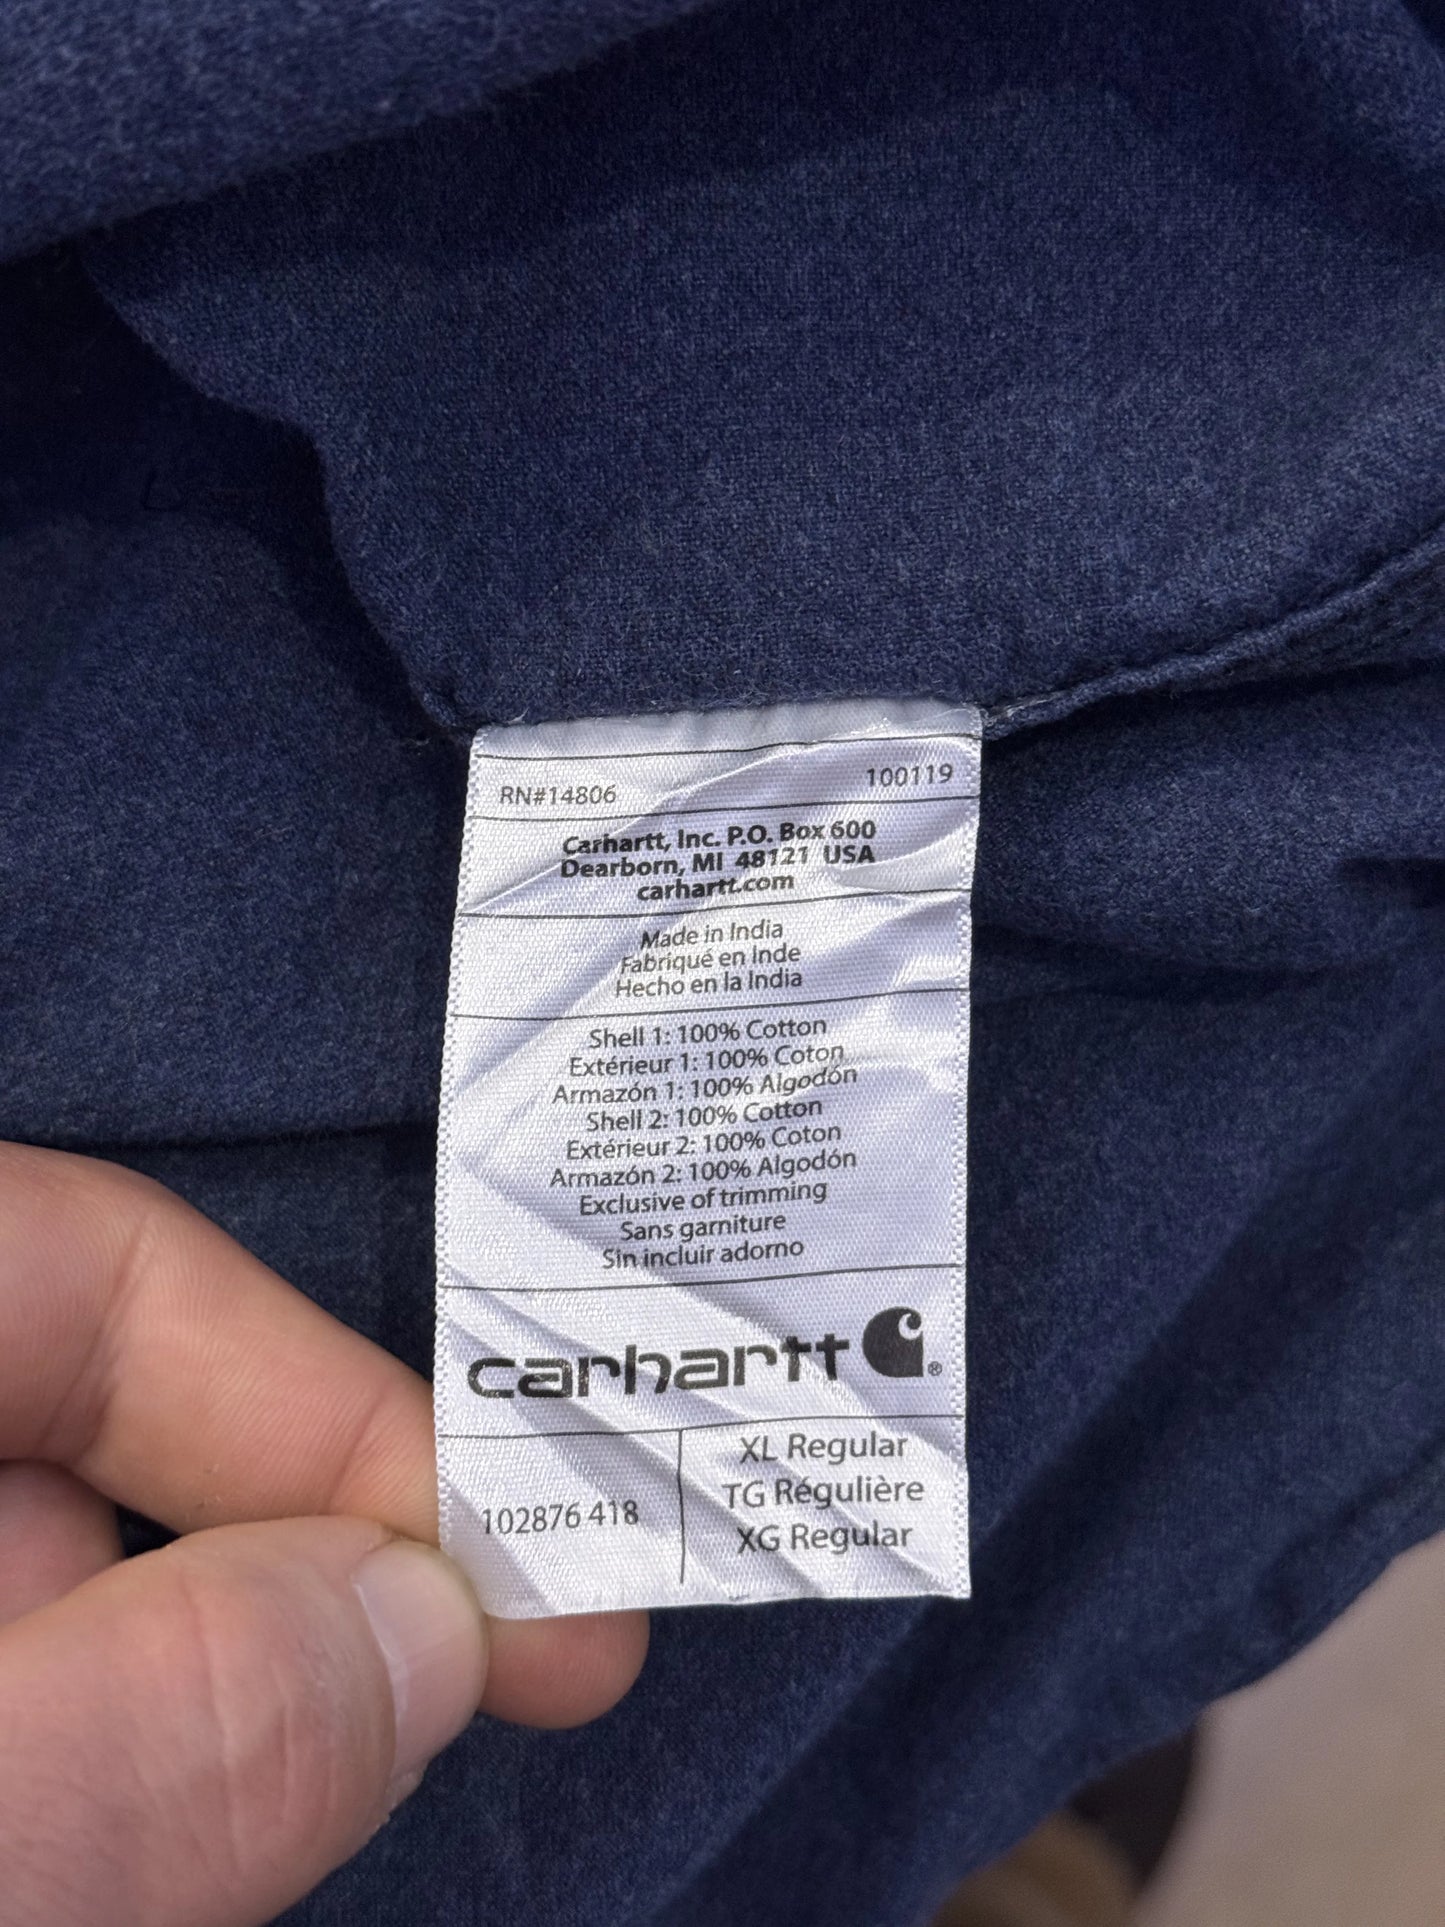 RN#14806 100119
Carhartt, Inc. P.O. Box 600
Dearborn, MI 48121 USA
carhartt.com
Made in India
Fabriqué en Inde
Hecho en la India
Shell 1: 100% Cotton
Extérieur 1: 100% Coton
Armazón 1: 100% Algodón
Shell 2: 100% Cotton
Extérieur 2: 100% Coton
Armazón 2: 100% Algodón
Exclusive of trimming
Sans garniture
Sin incluir adorno
carhartt ®
102876 418
XL Regular
TG Régulière
XG Regular